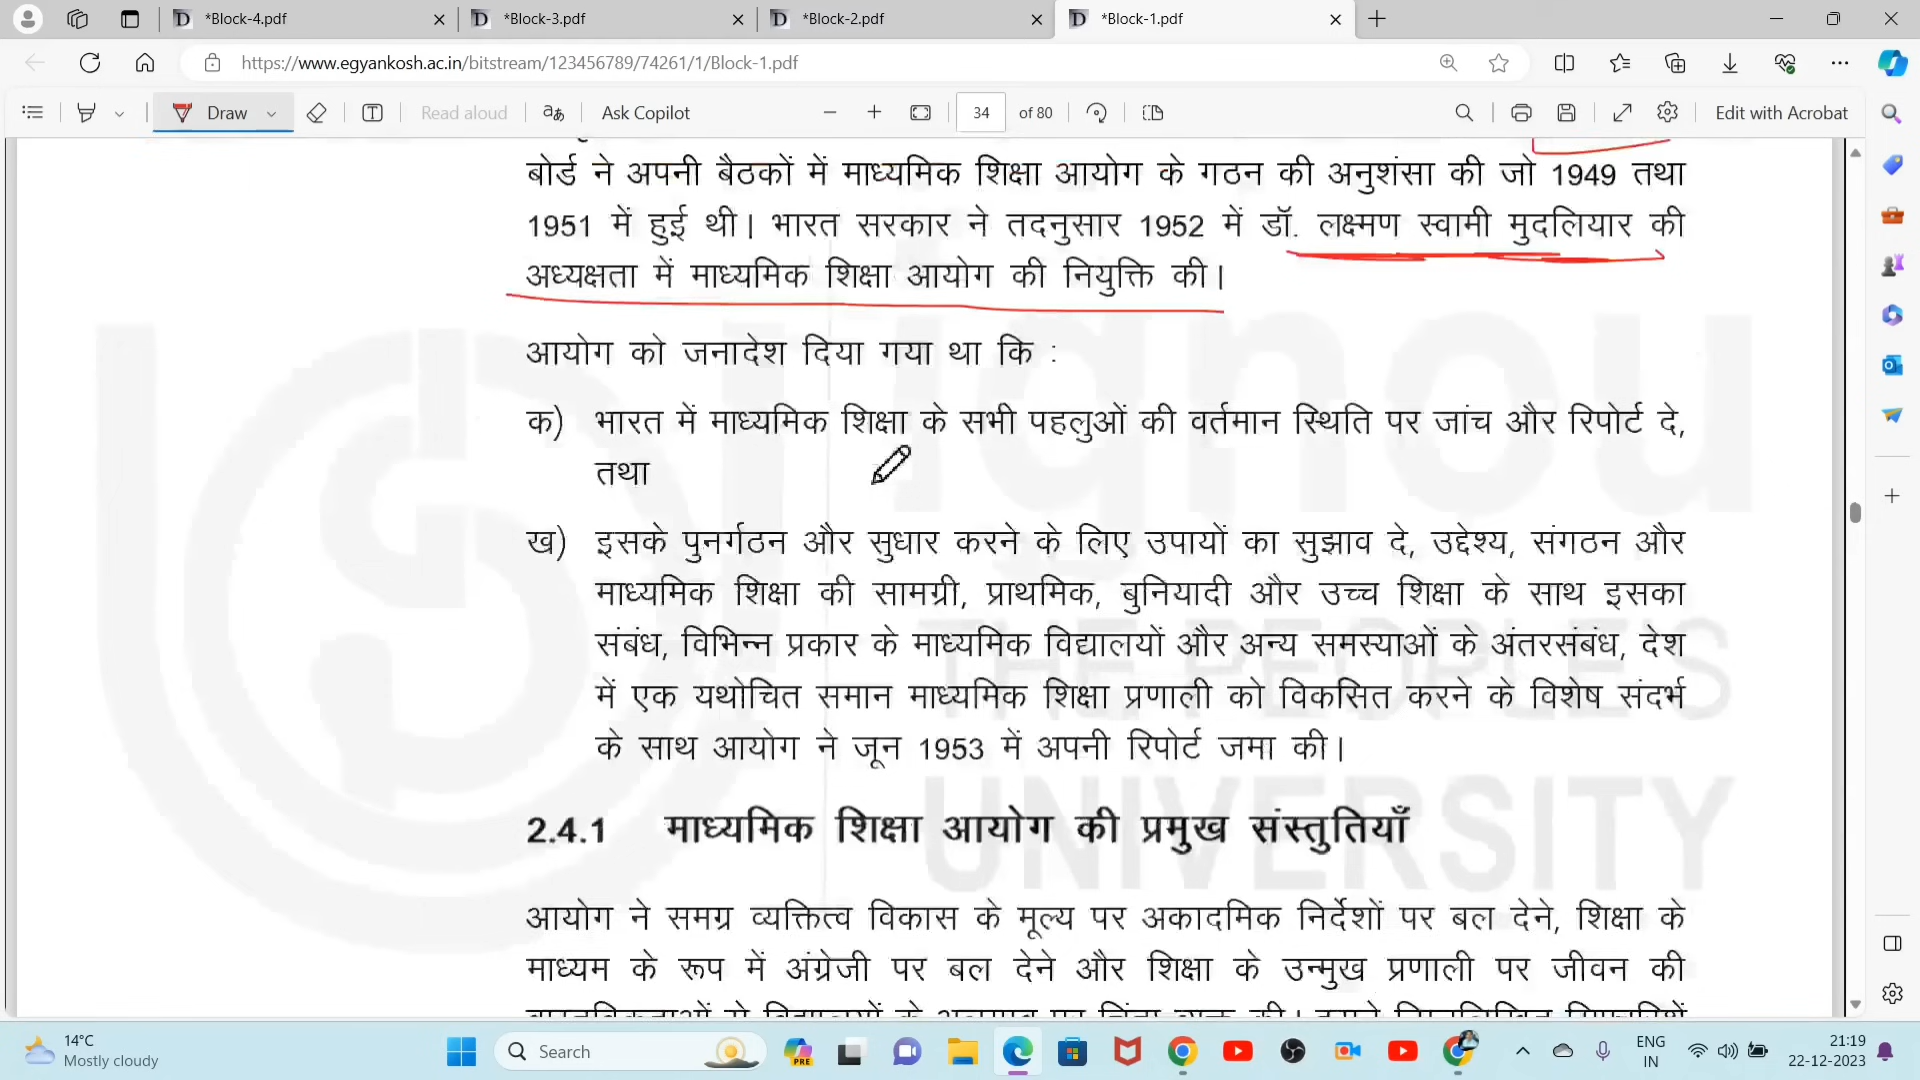 *Block-4.pdf
*Block-3.pdf
*Block-2.pdf
*Block-1.pdf
https://www.egyankosh.ac.in/bitstream/123456789/74261/1/Block-1.pdf
Draw
Read aloud
Ask Copilot
34 of 80
Edit with Acrobat
बोर्ड ने अपनी बैठकों में माध्यमिक शिक्षा आयोग के गठन की अनुशंसा की जो 1949 तथा
1951 में हुई थी। भारत सरकार ने तदनुसार 1952 में डॉ. लक्ष्मण स्वामी मुदलियार की
अध्यक्षता में माध्यमिक शिक्षा आयोग की नियुक्ति की।
आयोग को जनादेश दिया गया था कि :
क) भारत में माध्यमिक शिक्षा के सभी पहलुओं की वर्तमान स्थिति पर जांच और रिपोर्ट दे,
तथा
ख) इसके पुनर्गठन और सुधार करने के लिए उपायों का सुझाव दे, उद्देश्य, संगठन और
माध्यमिक शिक्षा की सामग्री, प्राथमिक, बुनियादी और उच्च शिक्षा के साथ इसका
संबंध, विभिन्न प्रकार के माध्यमिक विद्यालयों और अन्य समस्याओं के अंतरसंबंध, देश
में एक यथोचित समान माध्यमिक शिक्षा प्रणाली को विकसित करने के विशेष संदर्भ
के साथ आयोग ने जून 1953 में अपनी रिपोर्ट जमा की।
2.4.1 माध्यमिक शिक्षा आयोग की प्रमुख संस्तुतियाँ
आयोग ने समग्र व्यक्तित्व विकास के मूल्य पर अकादमिक निर्देशों पर बल देने, शिक्षा के
माध्यम के रूप में अंग्रेजी पर बल देने और शिक्षा के उन्मुख प्रणाली पर जीवन की
ignou
THE PEOPLE'S
UNIVERSITY
14°C
Mostly cloudy
Search
PRE
ENG
IN
21:19
22-12-2023